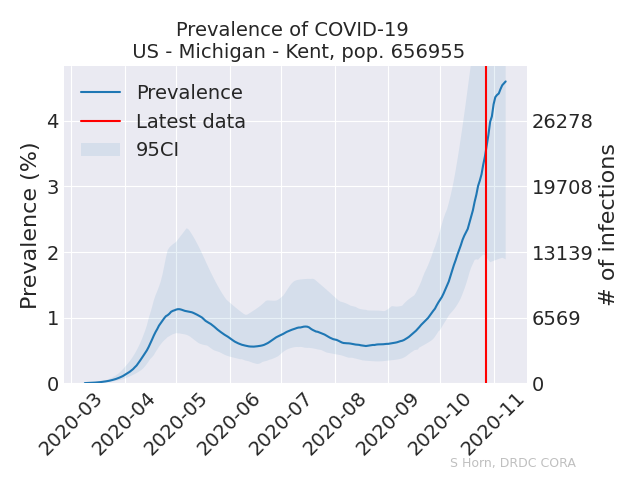 Prevalence of COVID-19
US - Michigan - Kent, pop. 656955
Prevalence
Latest data
95CI
Prevalence (%)
4
3
2
1
0
26278
19708
13139
6569
0
# of infections
2020-03
2020-04
2020-05
2020-06
2020-07
2020-08
2020-09
2020-10
2020-11
S Horn, DRDC CORA